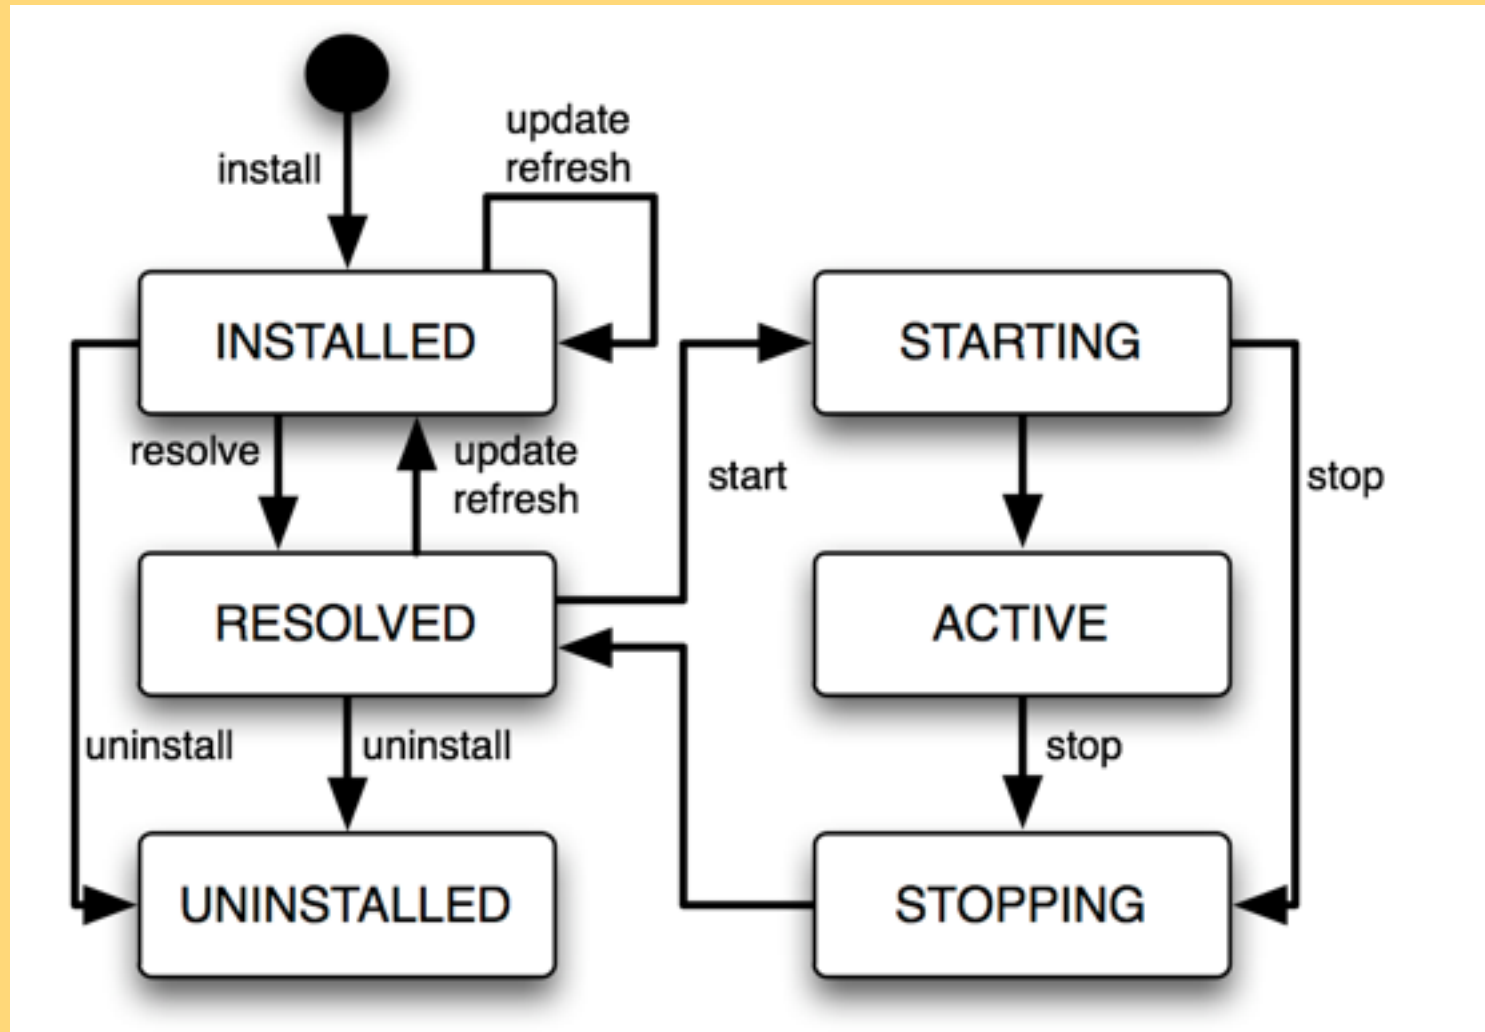 update
refresh
install
INSTALLED
STARTING
resolve
update
refresh
start
stop
RESOLVED
ACTIVE
uninstall
uninstall
stop
UNINSTALLED
STOPPING